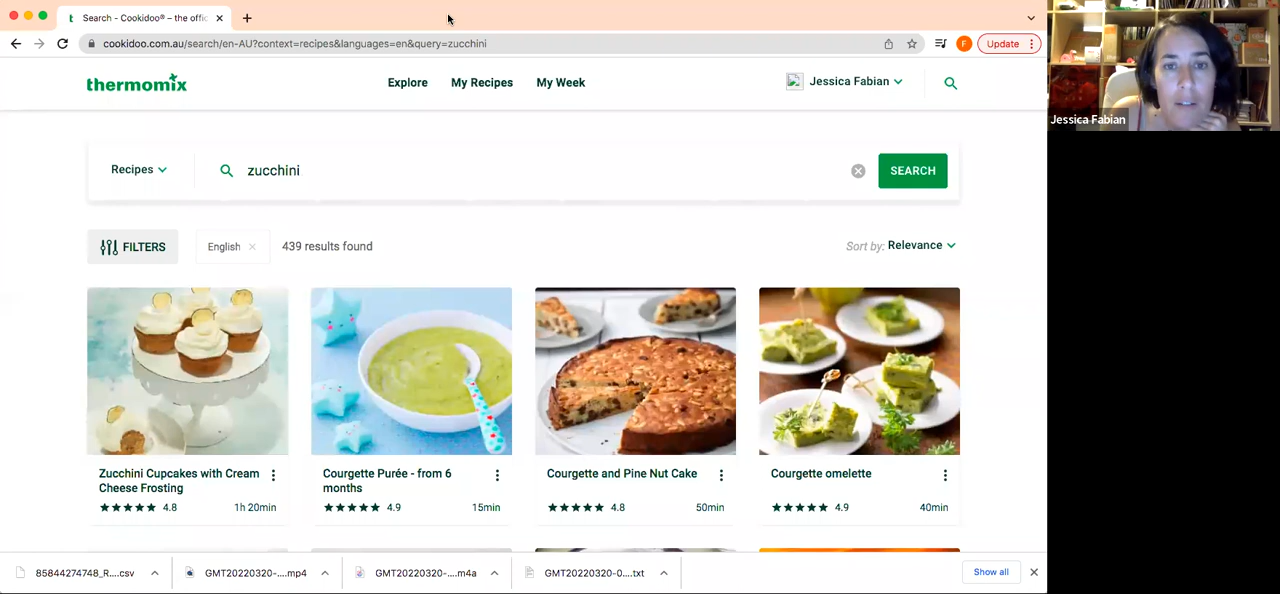 Search - Cookidoo® – the offic
cookidoo.com.au/search/en-AU?context=recipes&languages=en&query=zucchini
F
Update
thermomix
Explore
My Recipes
My Week
Jessica Fabian
Jessica Fabian
Recipes
zucchini
SEARCH
FILTERS
English
439 results found
Sort by: Relevance
Zucchini Cupcakes with Cream
Cheese Frosting
4.8
1h 20min
Courgette Purée - from 6
months
4.9
15min
Courgette and Pine Nut Cake
4.8
50min
Courgette omelette
4.9
40min
85844274748_R....csv
GMT20220320-....mp4
GMT20220320-....m4a
GMT20220320-0....txt
Show all